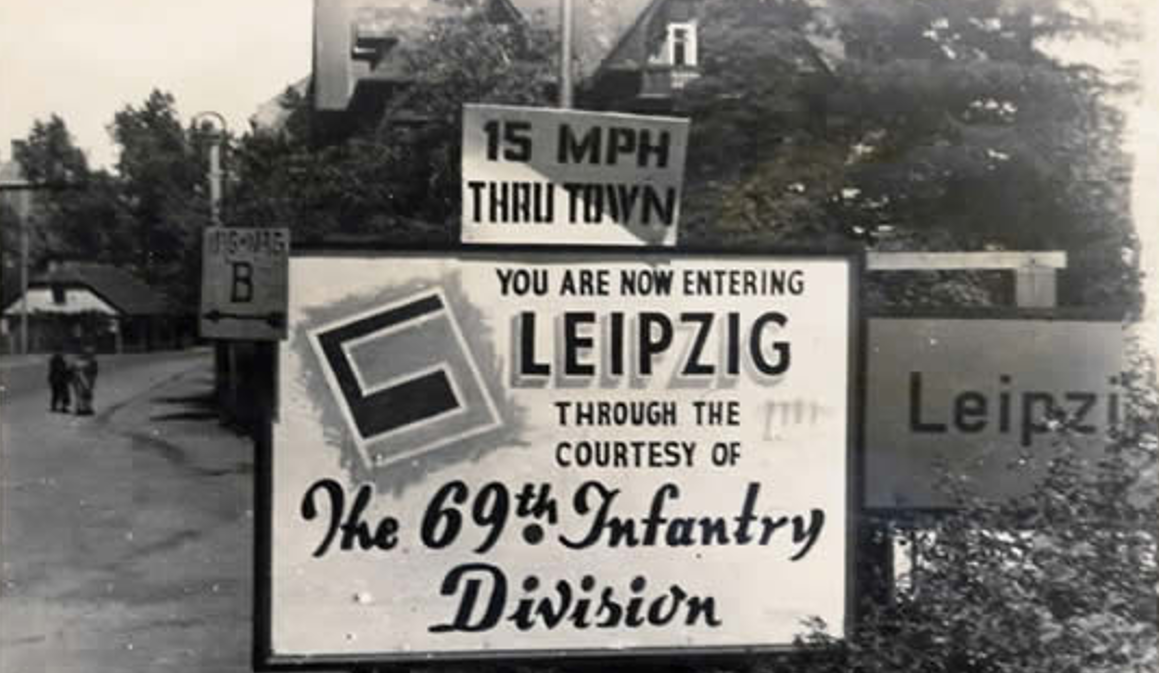 15 MPH
THRU TOWN
B
YOU ARE NOW ENTERING
LEIPZIG
THROUGH THE
COURTESY OF
The 69th Infantry
Division
Leipzi